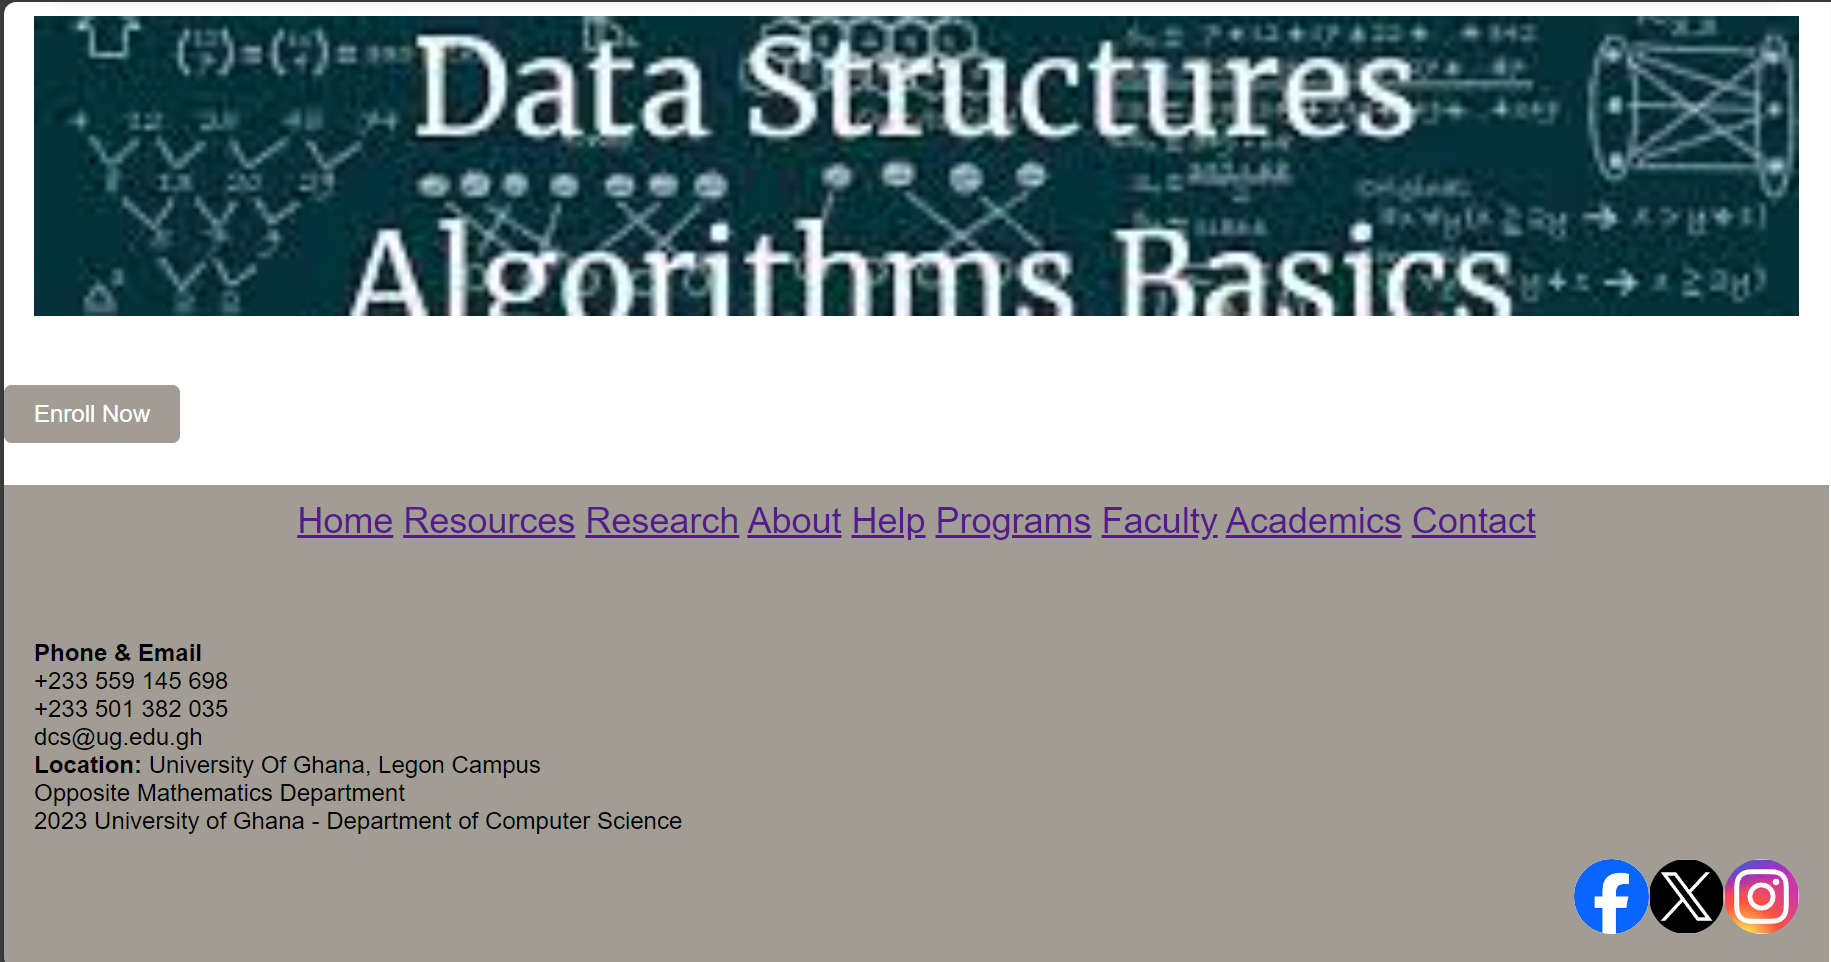 Data Structures
Algorithms Basics
Enroll Now
Home Resources Research About Help Programs Faculty Academics Contact
Phone & Email
+233 559 145 698
+233 501 382 035
dcs@ug.edu.gh
Location: University Of Ghana, Legon Campus
Opposite Mathematics Department
2023 University of Ghana - Department of Computer Science